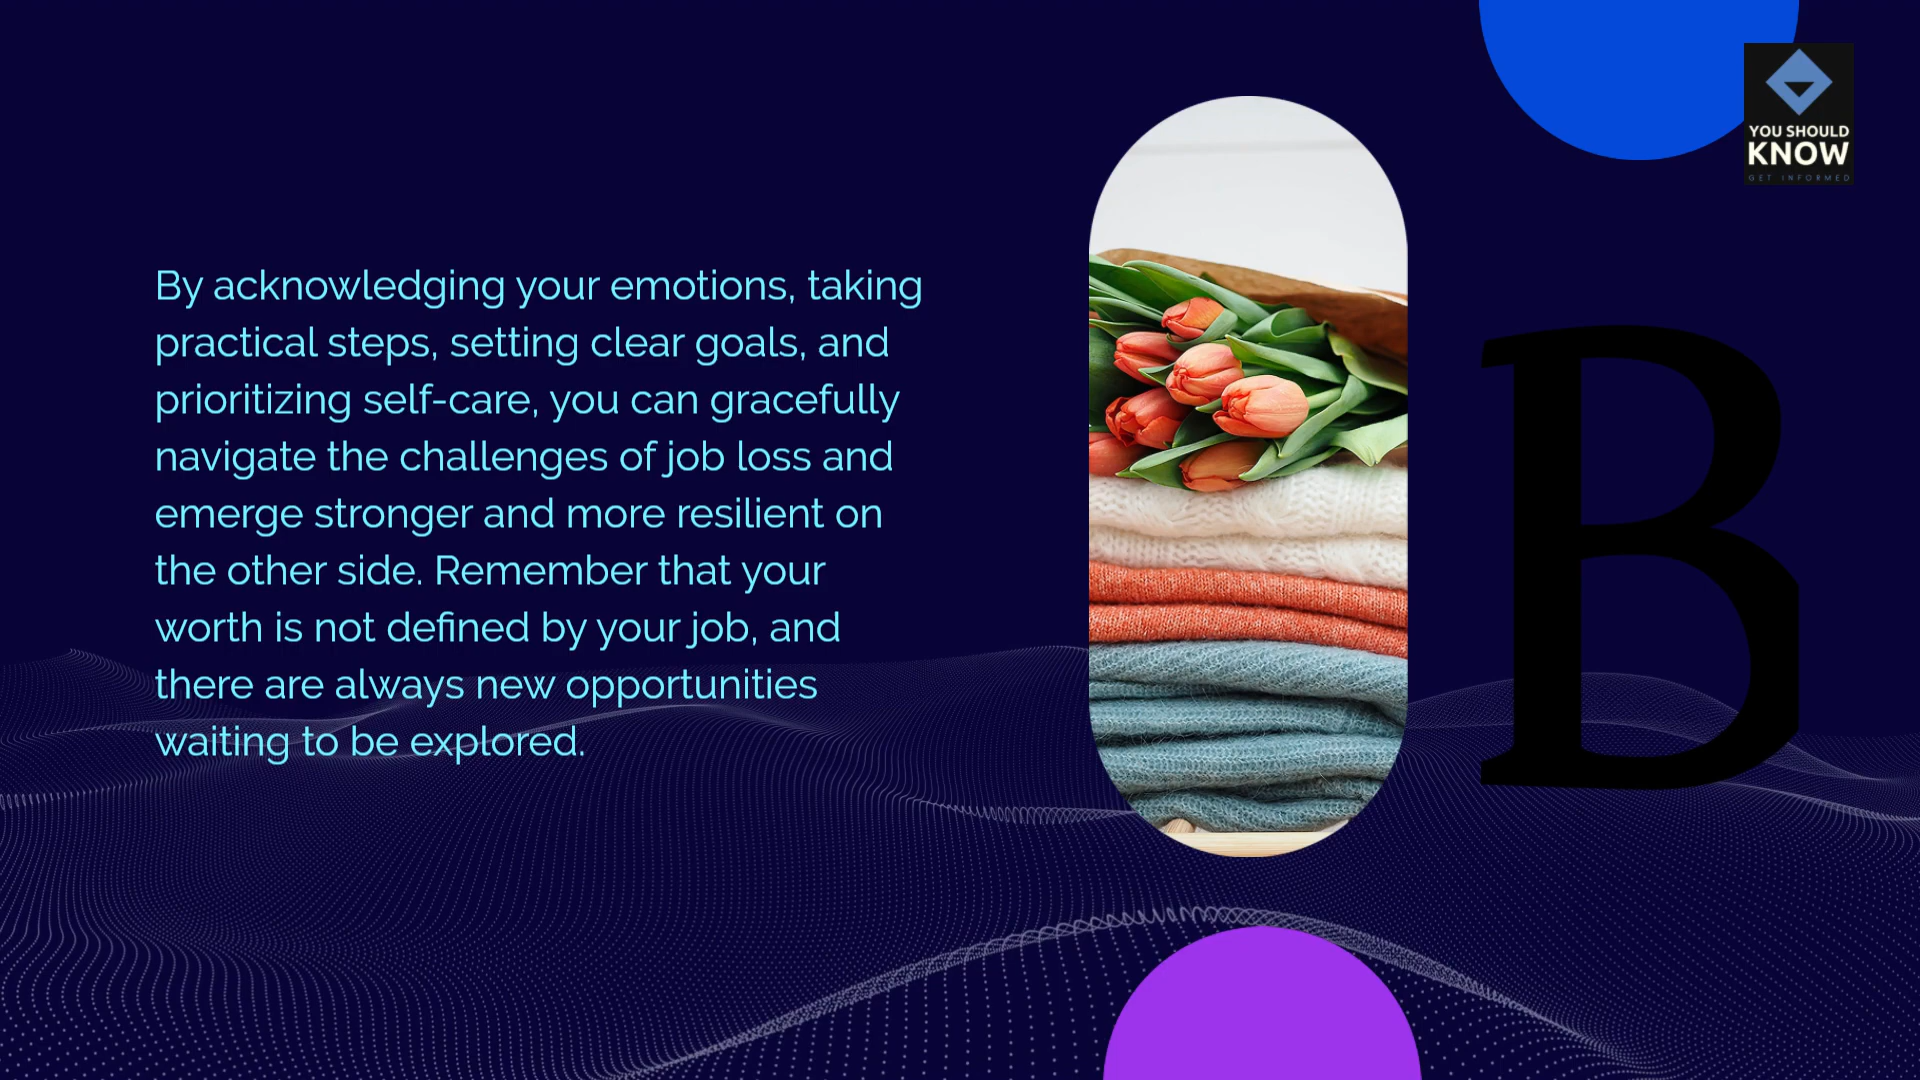 By acknowledging your emotions, taking
practical steps, setting clear goals, and
prioritizing self-care, you can gracefully
navigate the challenges of job loss and
emerge stronger and more resilient on
the other side. Remember that your
worth is not defined by your job, and
there are always new opportunities
waiting to be explored.
YOU SHOULD
KNOW
GET INFORMED
B